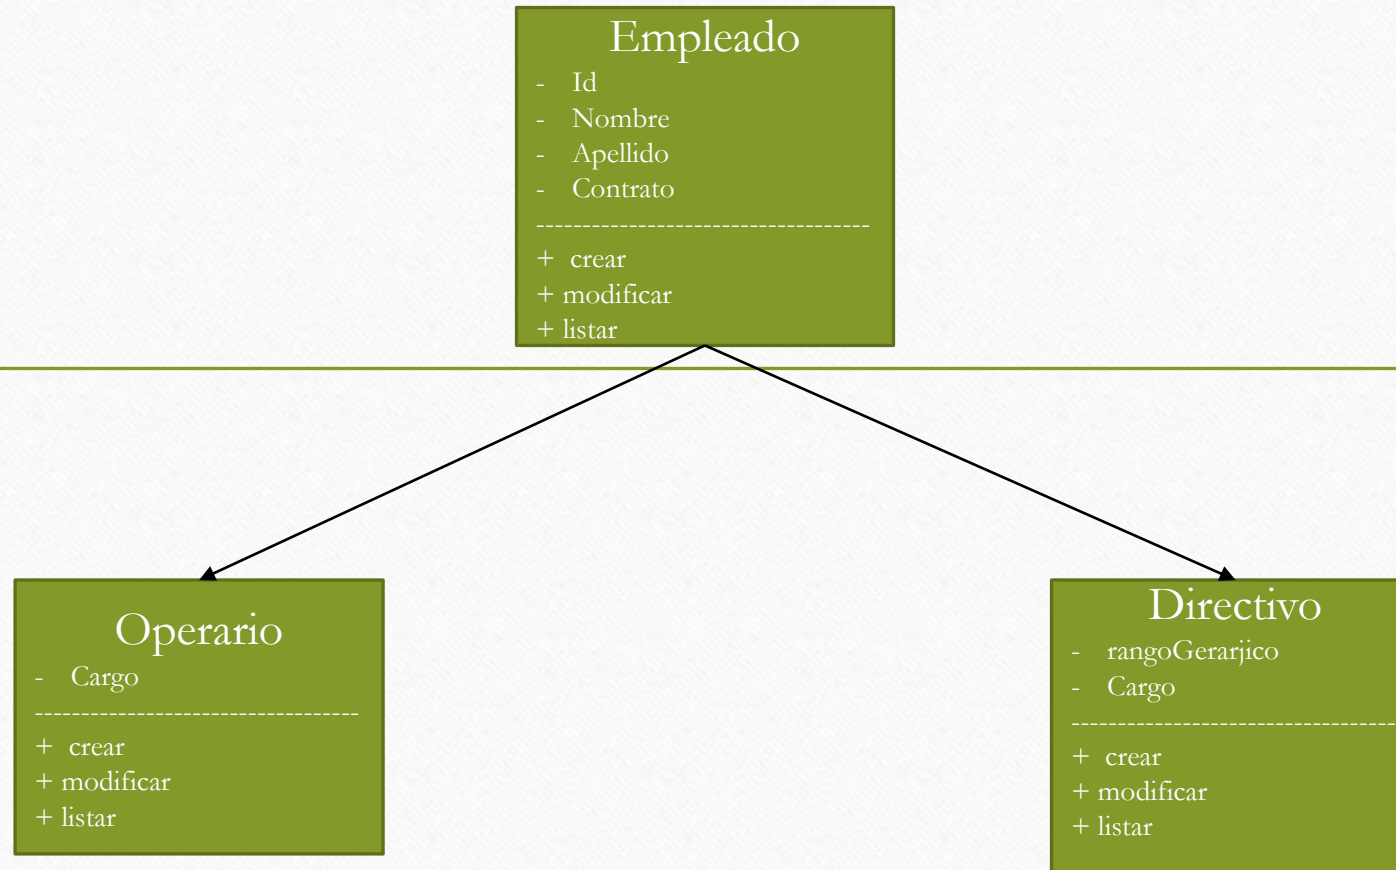 Empleado
- Id
- Nombre
- Apellido
- Contrato
------------------------------------
+ crear
+ modificar
+ listar
Operario
- Cargo
-----------------------------------
+ crear
+ modificar
+ listar
Directivo
- rangoGerarjico
- Cargo
-----------------------------------
+ crear
+ modificar
+ listar